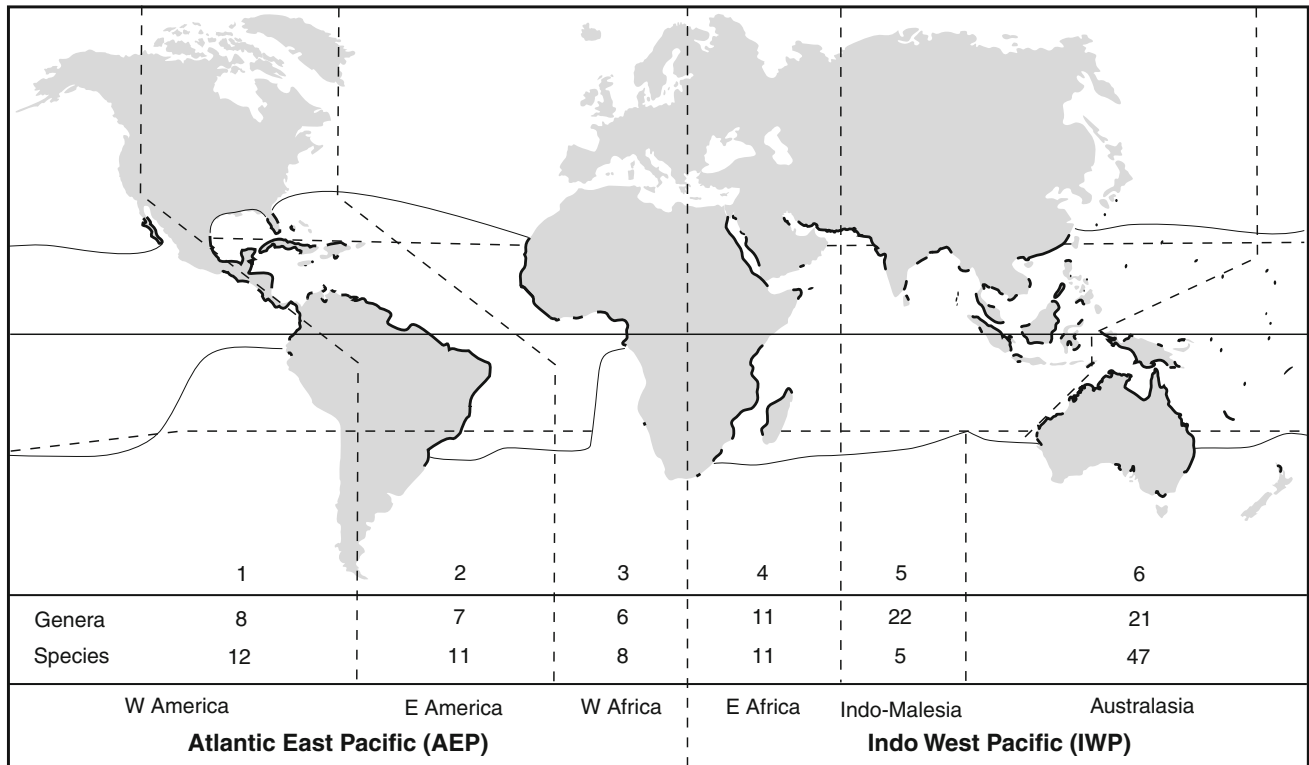 1 2 3 4 5 6
Genera 8 7 6 11 22 21
Species 12 11 8 11 5 47
W America E America W Africa E Africa Indo-Malesia Australasia
Atlantic East Pacific (AEP) Indo West Pacific (IWP)